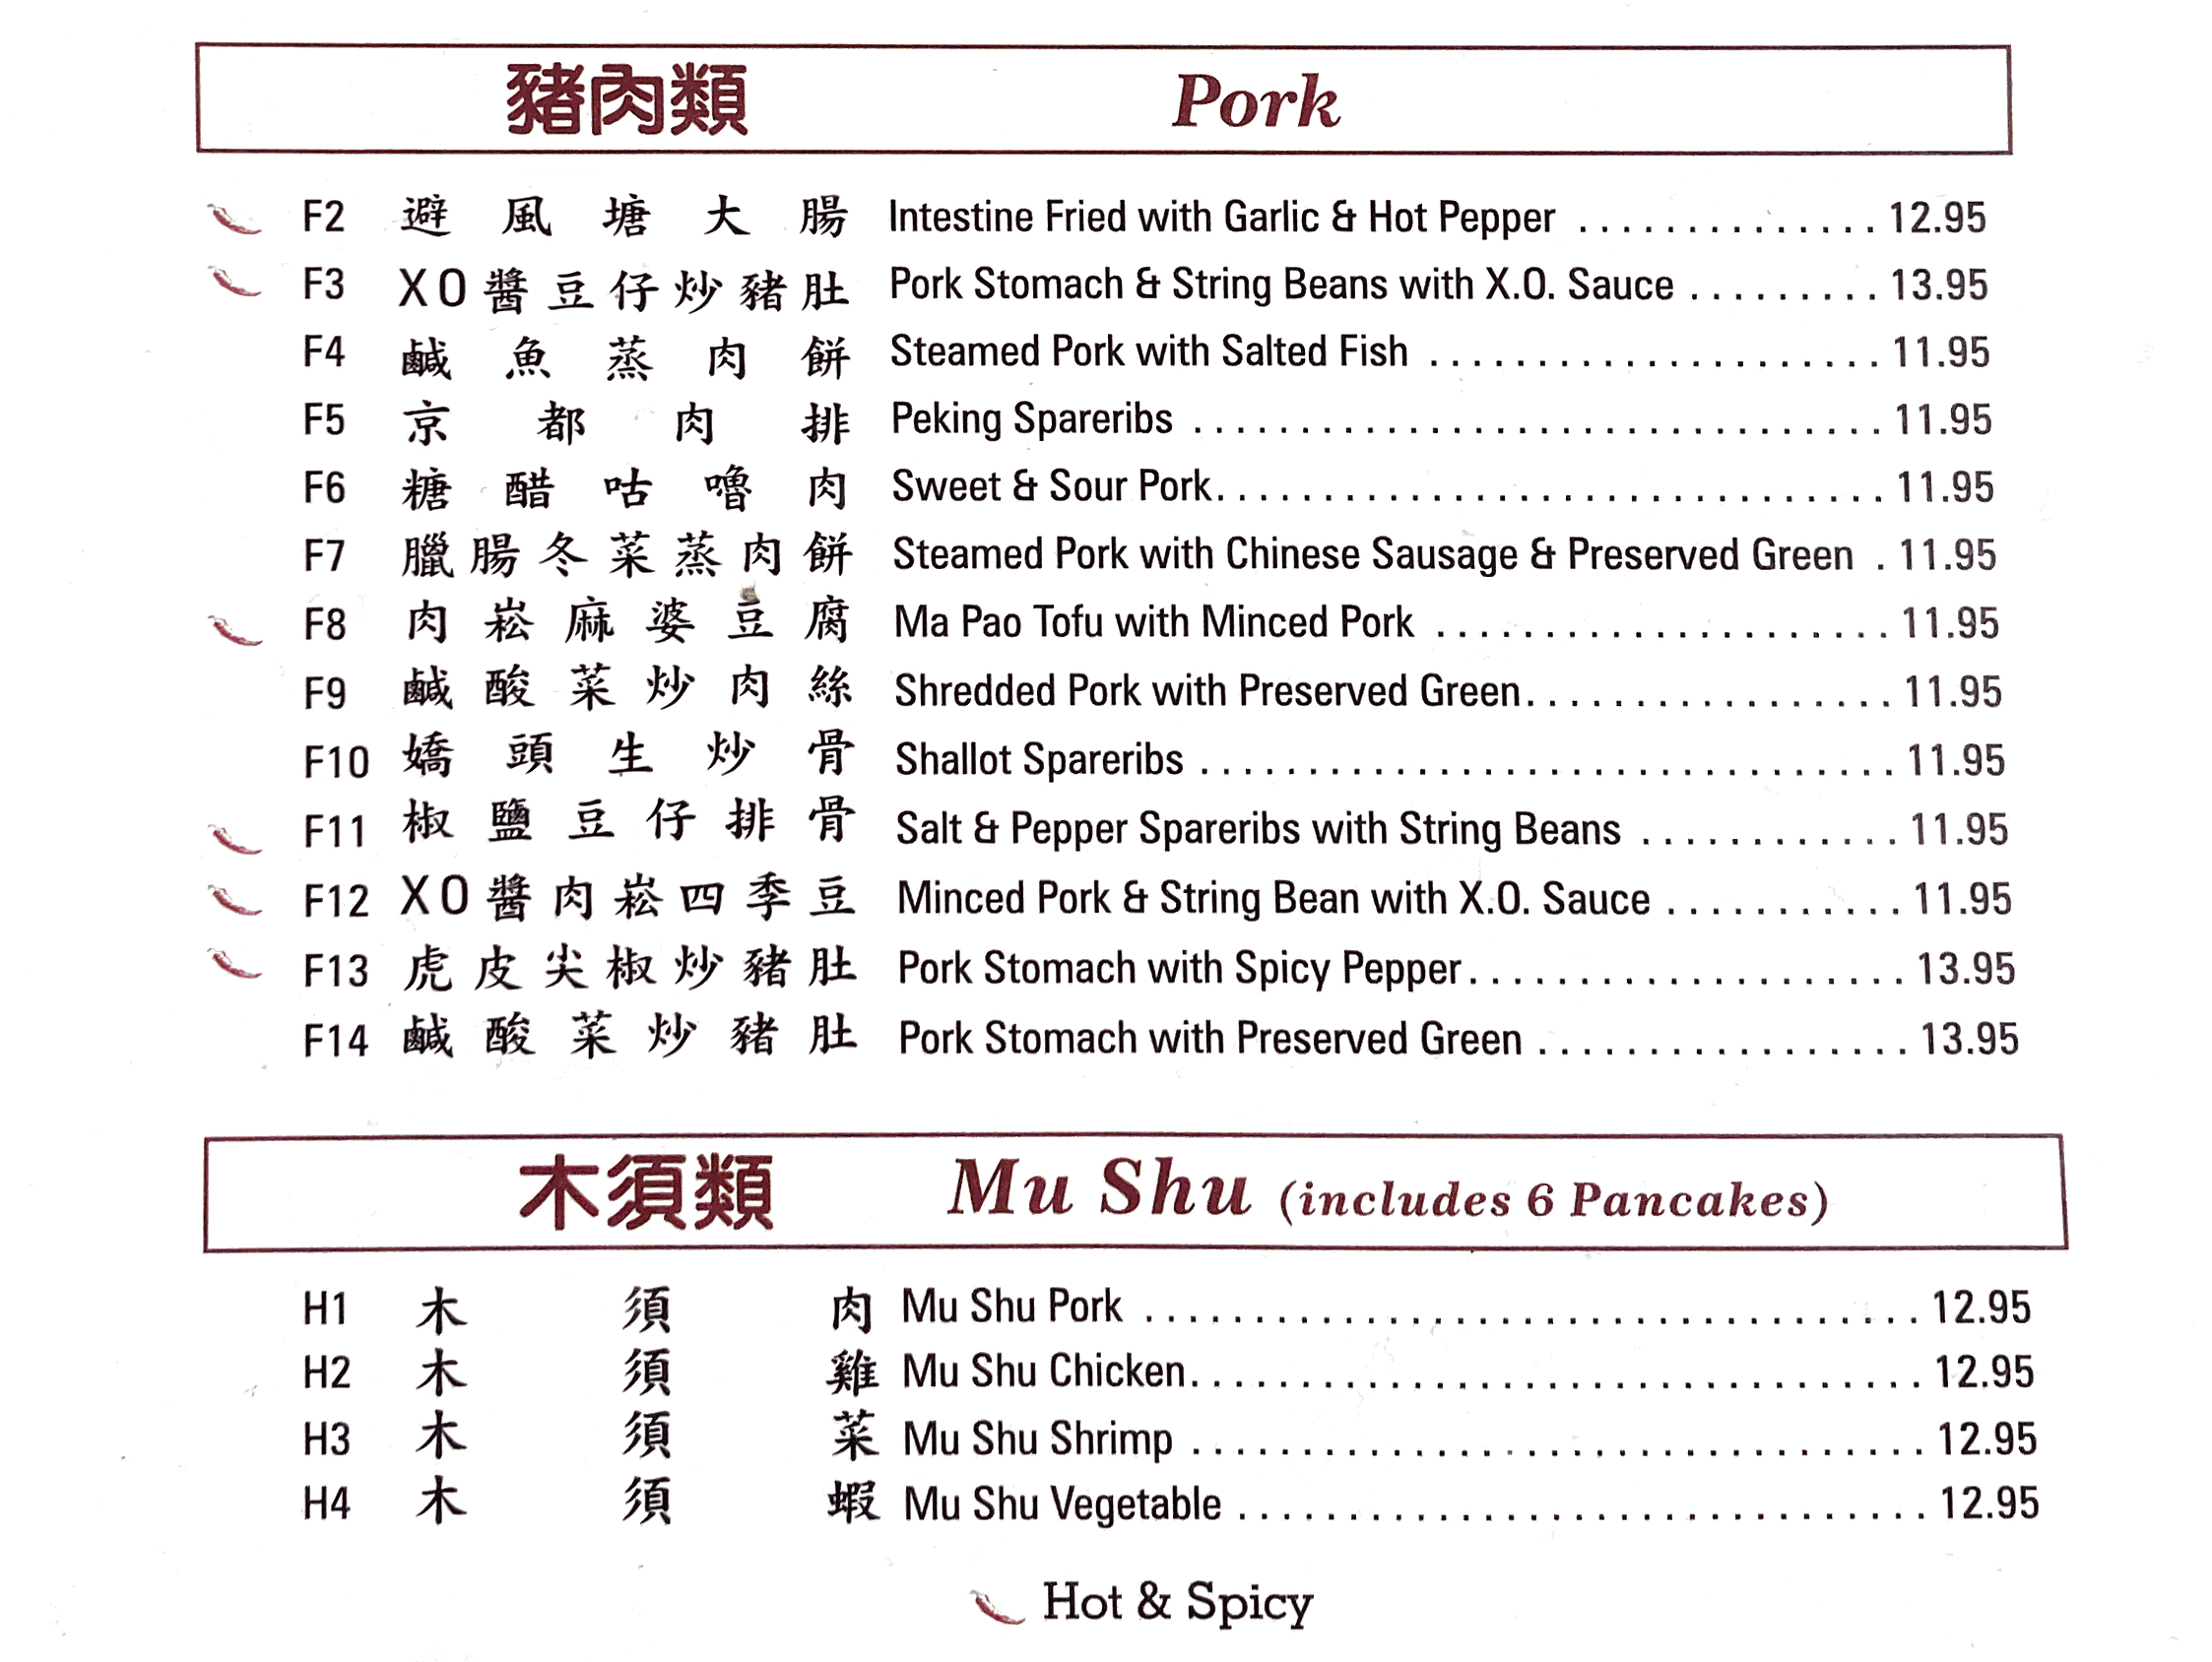 豬肉類 Pork
F2 避風塘大腸 Intestine Fried with Garlic & Hot Pepper .............. 12.95
F3 XO醬豆仔炒豬肚 Pork Stomach & String Beans with X.O. Sauce ......... 13.95
F4 鹹魚蒸肉餅 Steamed Pork with Salted Fish ..................... 11.95
F5 京都肉排 Peking Spareribs ................................ 11.95
F6 糖醋咕嚕肉 Sweet & Sour Pork............................... 11.95
F7 臘腸冬菜蒸肉餅 Steamed Pork with Chinese Sausage & Preserved Green . 11.95
F8 肉崧麻婆豆腐 Ma Pao Tofu with Minced Pork ..................... 11.95
F9 鹹酸菜炒肉絲 Shredded Pork with Preserved Green................. 11.95
F10 嬌頭生炒骨 Shallot Spareribs ................................ 11.95
F11 椒鹽豆仔排骨 Salt & Pepper Spareribs with String Beans ............ 11.95
F12 XO醬肉崧四季豆 Minced Pork & String Bean with X.O. Sauce ........... 11.95
F13 虎皮尖椒炒豬肚 Pork Stomach with Spicy Pepper.................... 13.95
F14 鹹酸菜炒豬肚 Pork Stomach with Preserved Green ................. 13.95
木須類 Mu Shu (includes 6 Pancakes)
H1 木須肉 Mu Shu Pork .................................... 12.95
H2 木須雞 Mu Shu Chicken.................................. 12.95
H3 木須菜 Mu Shu Shrimp .................................. 12.95
H4 木須蝦 Mu Shu Vegetable ................................ 12.95
Hot & Spicy